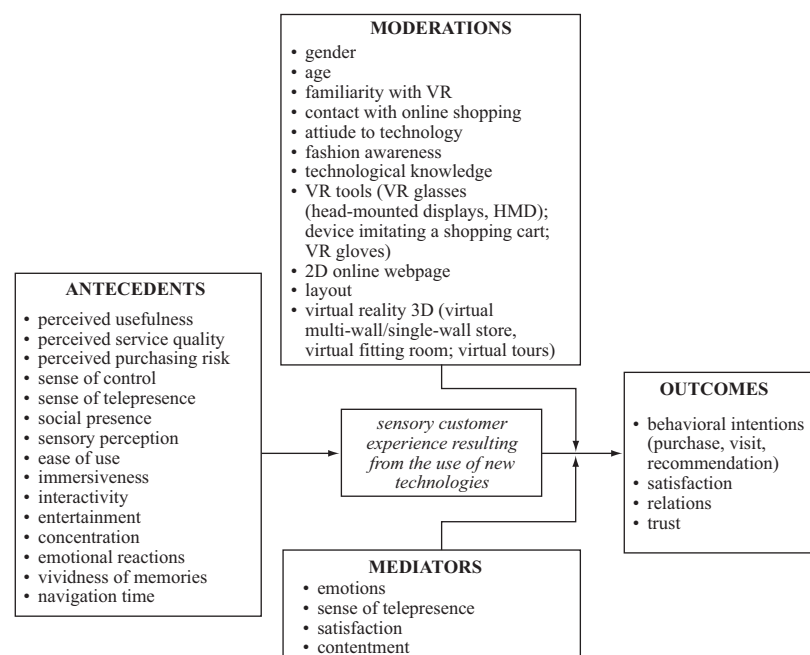 MODERATIONS
• gender
• age
• familiarity with VR
• contact with online shopping
• attiude to technology
• fashion awareness
• technological knowledge
• VR tools (VR glasses
(head-mounted displays, HMD);
device imitating a shopping cart;
VR gloves)
• 2D online webpage
• layout
• virtual reality 3D (virtual
multi-wall/single-wall store,
virtual fitting room; virtual tours)
ANTECEDENTS
• perceived usefulness
• perceived service quality
• perceived purchasing risk
• sense of control
• sense of telepresence
• social presence
• sensory perception
• ease of use
• immersiveness
• interactivity
• entertainment
• concentration
• emotional reactions
• vividness of memories
• navigation time
sensory customer
experience resulting
from the use of new
technologies
OUTCOMES
• behavioral intentions
(purchase, visit,
recommendation)
• satisfaction
• relations
• trust
MEDIATORS
• emotions
• sense of telepresence
• satisfaction
• contentment